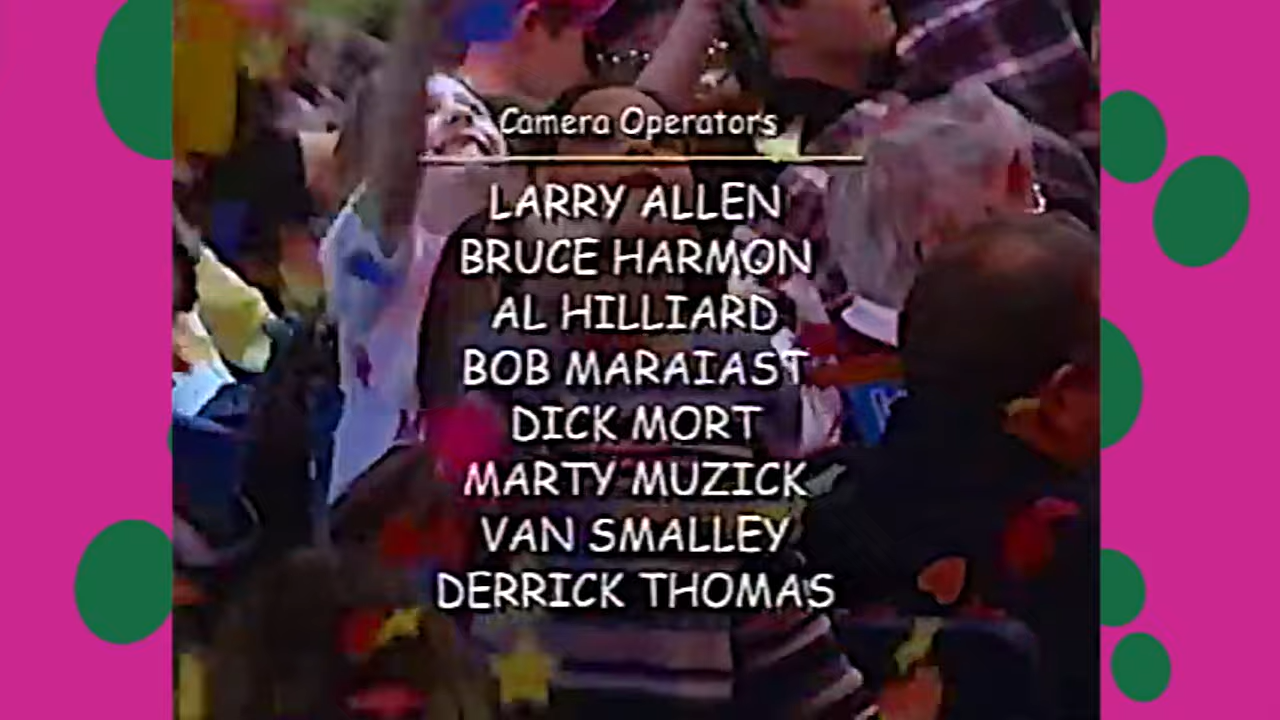 Camera Operators
LARRY ALLEN
BRUCE HARMON
AL HILLIARD
BOB MARAIAST
DICK MORT
MARTY MUZICK
VAN SMALLEY
DERRICK THOMAS